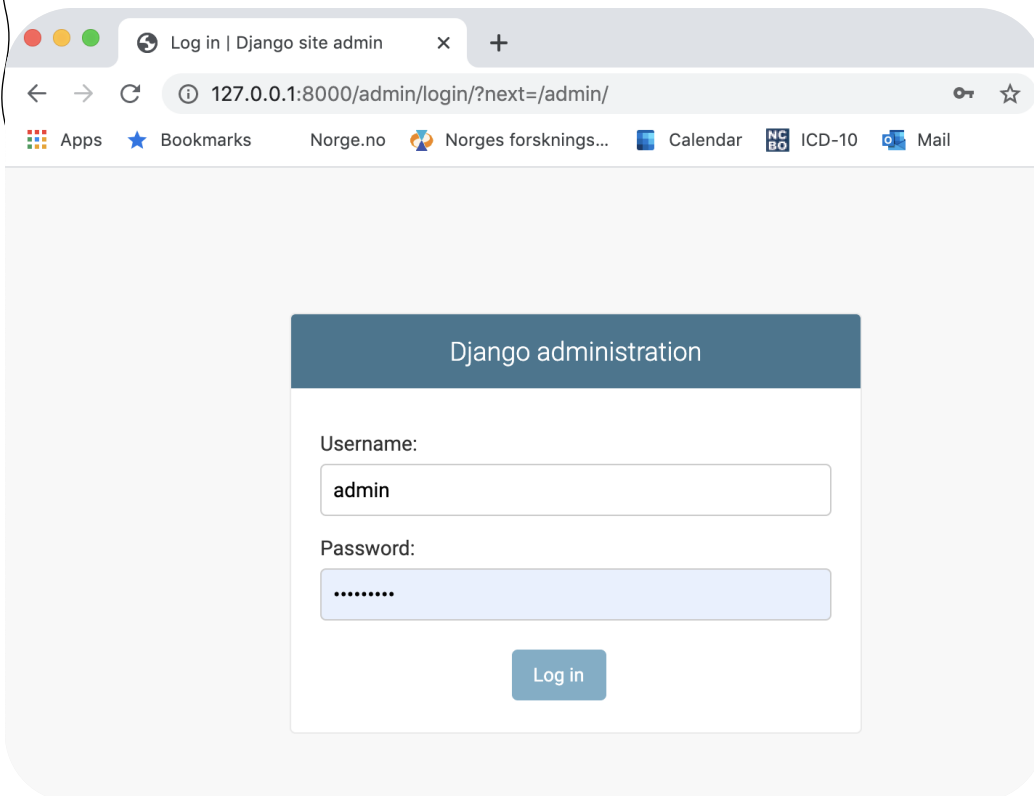 Log in | Django site admin
127.0.0.1:8000/admin/login/?next=/admin/
Apps Bookmarks Norge.no Norges forsknings... Calendar NC BO ICD-10 Mail
Django administration
Username:
admin
Password:
•••••••••
Log in